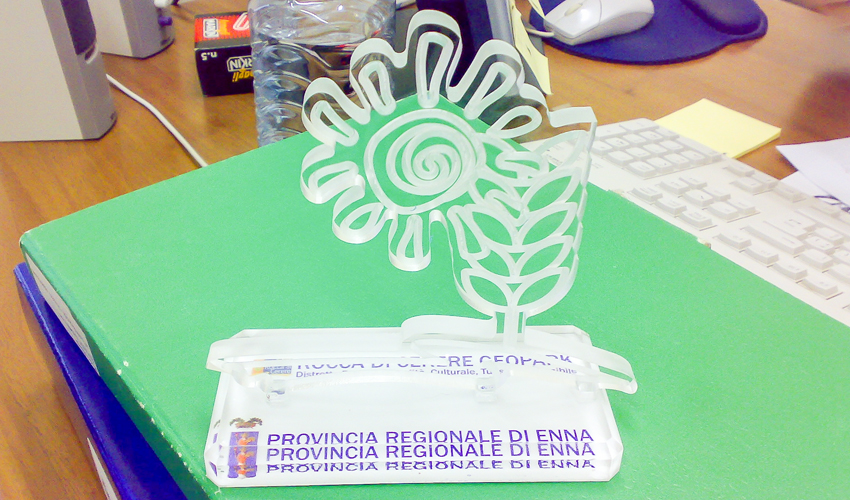 n.5
ROCCA DI CERERE GEOPARK
Culturale,
PROVINCIA REGIONALE DI ENNA
PROVINCIA REGIONALE DI ENNA
PROVINCIA REGIONALE DI ENNA